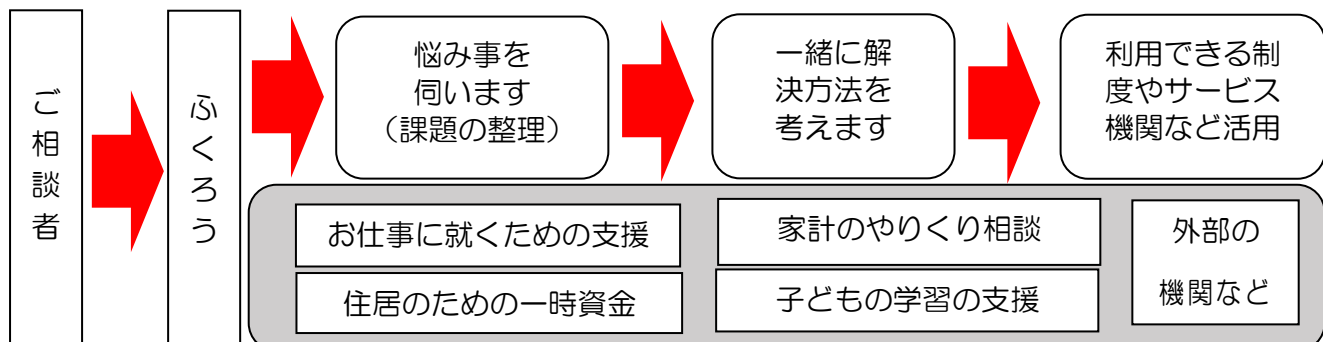 ご相談者
ふくろう
悩み事を
伺います
（課題の整理）
一緒に解
決方法を
考えます
利用できる制
度やサービス
機関など活用
お仕事に就くための支援
家計のやりくり相談
住居のための一時資金
子どもの学習の支援
外部の
機関など